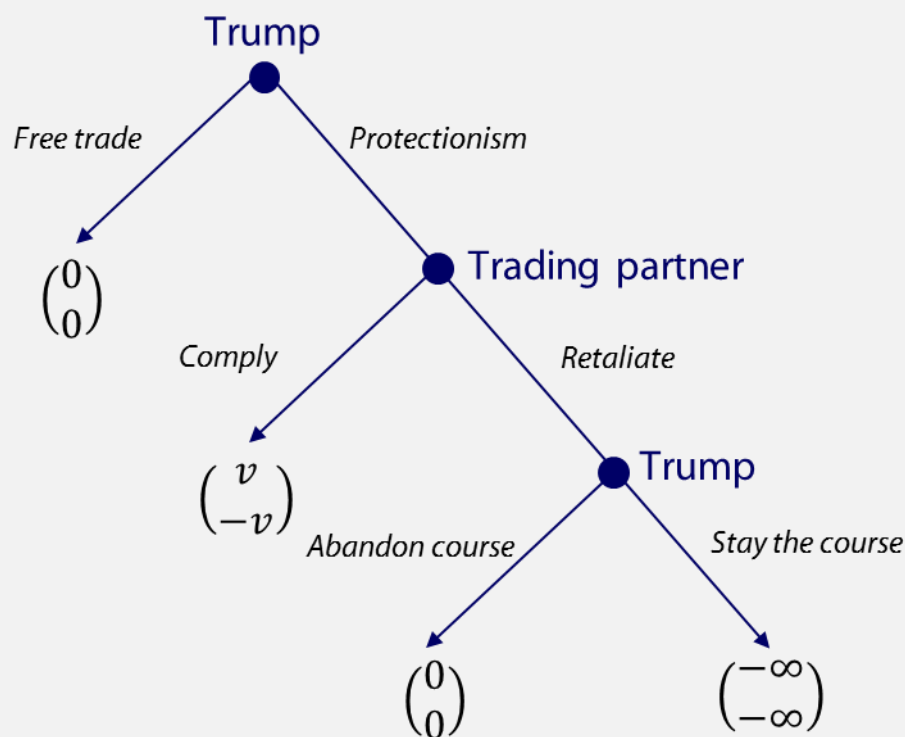 Trump
Free trade
Protectionism
(0
0)
Trading partner
Comply
Retaliate
(v
-v)
Trump
Abandon course
Stay the course
(0
0)
(-∞
-∞)